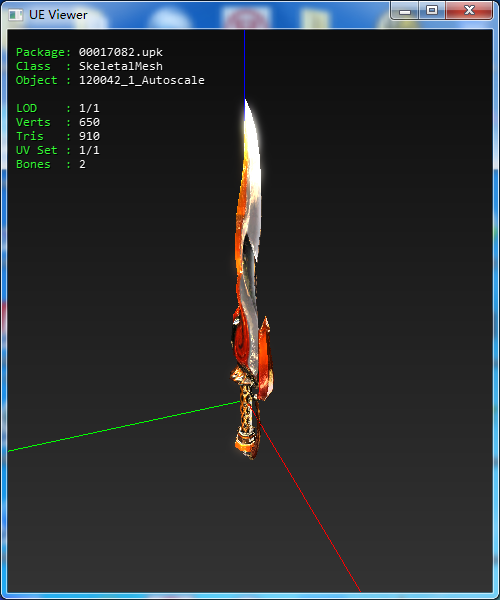 UE Viewer
Package: 00017082.upk
Class : SkeletalMesh
Object : 120042_1_Autoscale
LOD : 1/1
Verts : 650
Tris : 910
UV Set : 1/1
Bones : 2